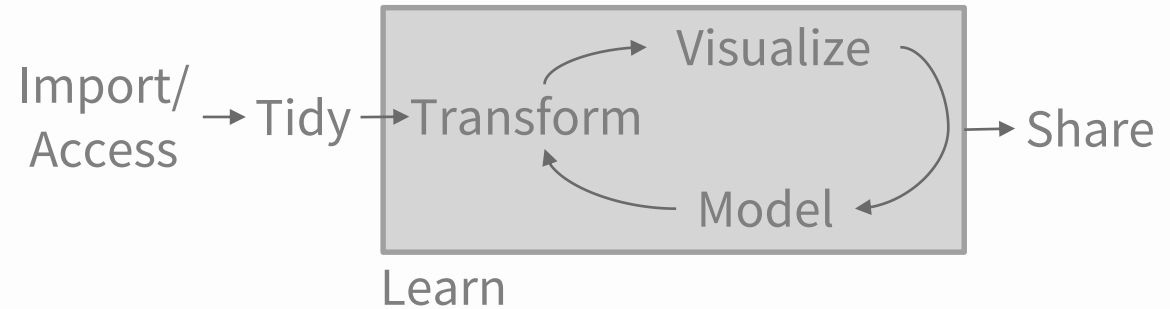 Import/
Access
Tidy
Transform
Visualize
Model
Share
Learn